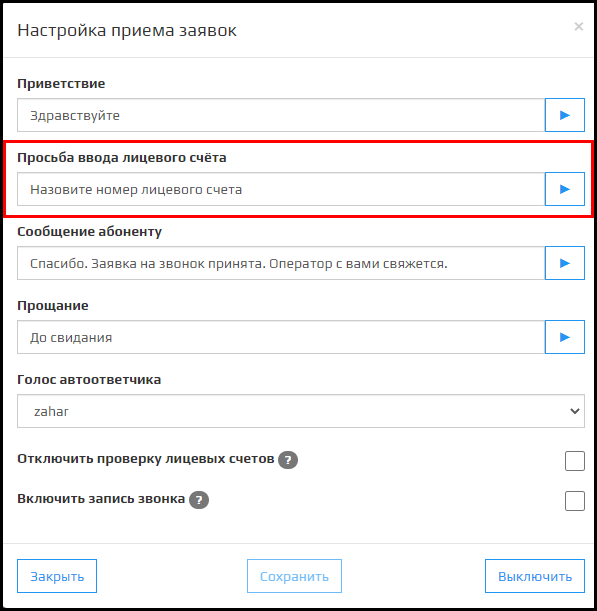 Настройка приема заявок ×
Приветствие
Здравствуйте
Просьба ввода лицевого счёта
Назовите номер лицевого счета
Сообщение абоненту
Спасибо. Заявка на звонок принята. Оператор с вами свяжется.
Прощание
До свидания
Голос автоответчика
zahar
Отключить проверку лицевых счетов ?
Включить запись звонка ?
Закрыть Сохранить Выключить